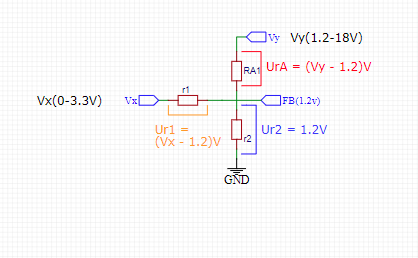 Vy Vy(1.2-18V)
RA1 UrA = (Vy - 1.2)V
r1
Vx(0-3.3V) Vx FB(1.2v)
Ur1 =
(Vx - 1.2)V
r2 Ur2 = 1.2V
GND